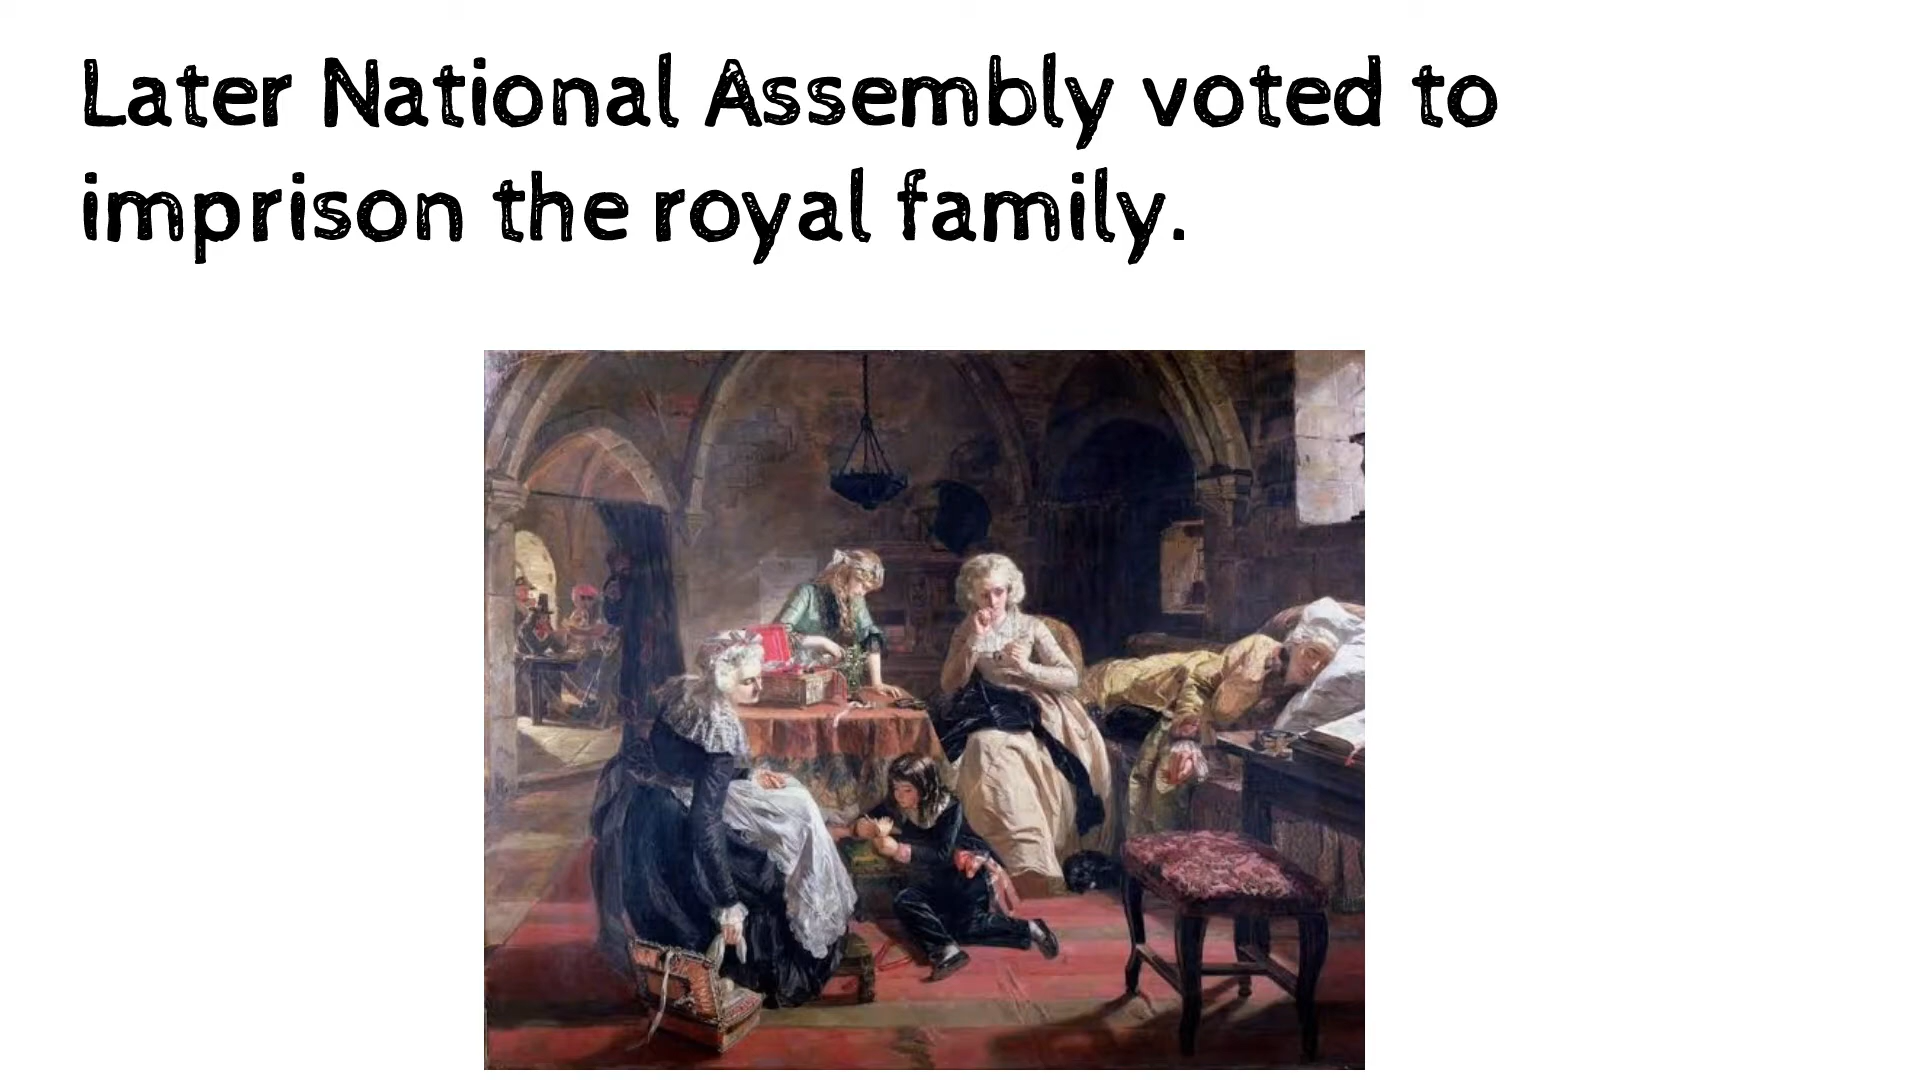 Later National Assembly voted to
imprison the royal family.